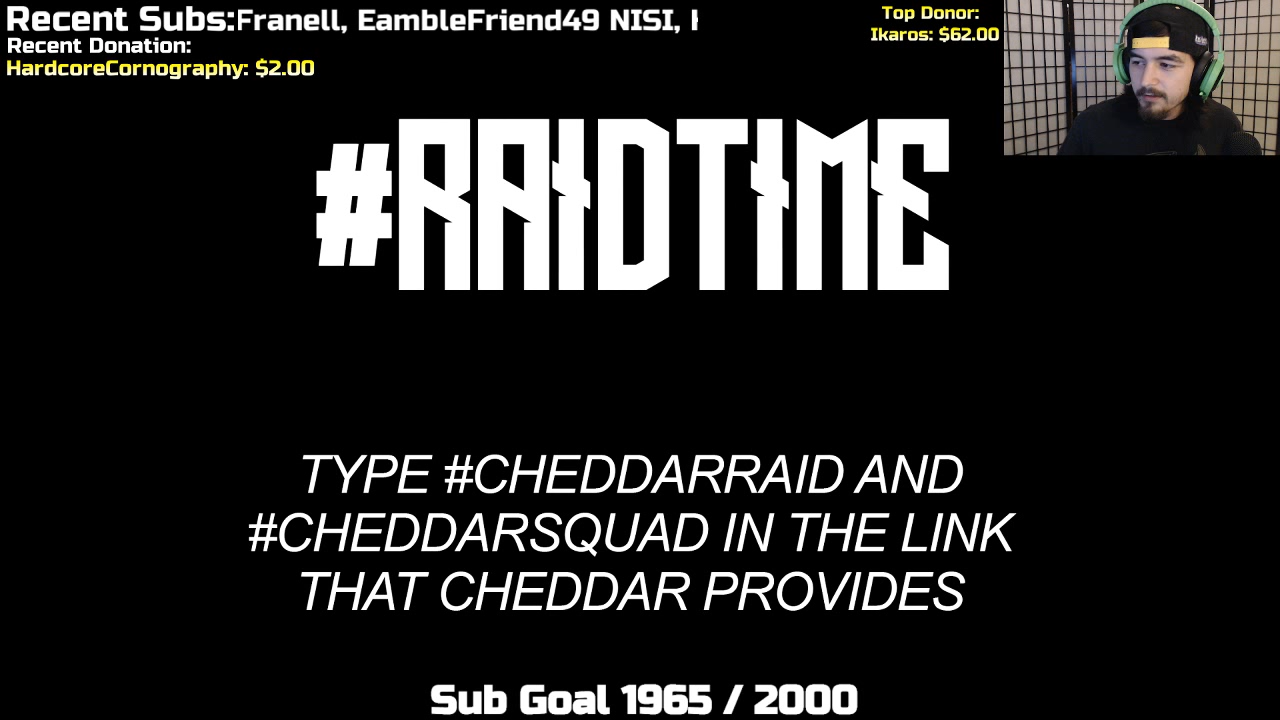 Recent Subs: Franell, EambleFriend49 NISI,
Recent Donation:
HardcoreCornography: $2.00
Top Donor:
Ikaros: $62.00
#RAIDTIME
TYPE #CHEDDARRAID AND
#CHEDDARSQUAD IN THE LINK
THAT CHEDDAR PROVIDES
Sub Goal 1965 / 2000